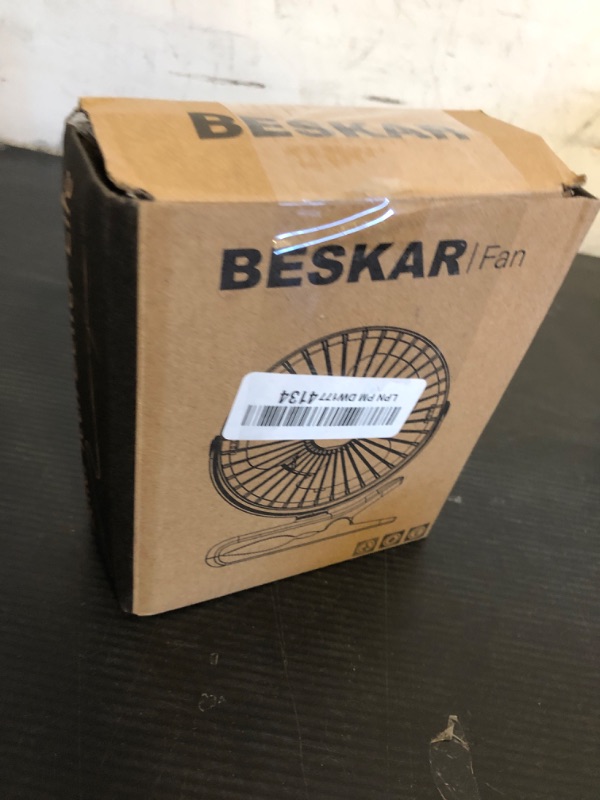 BESKAR
BESKAR | Fan
LPN PM DW177 4134